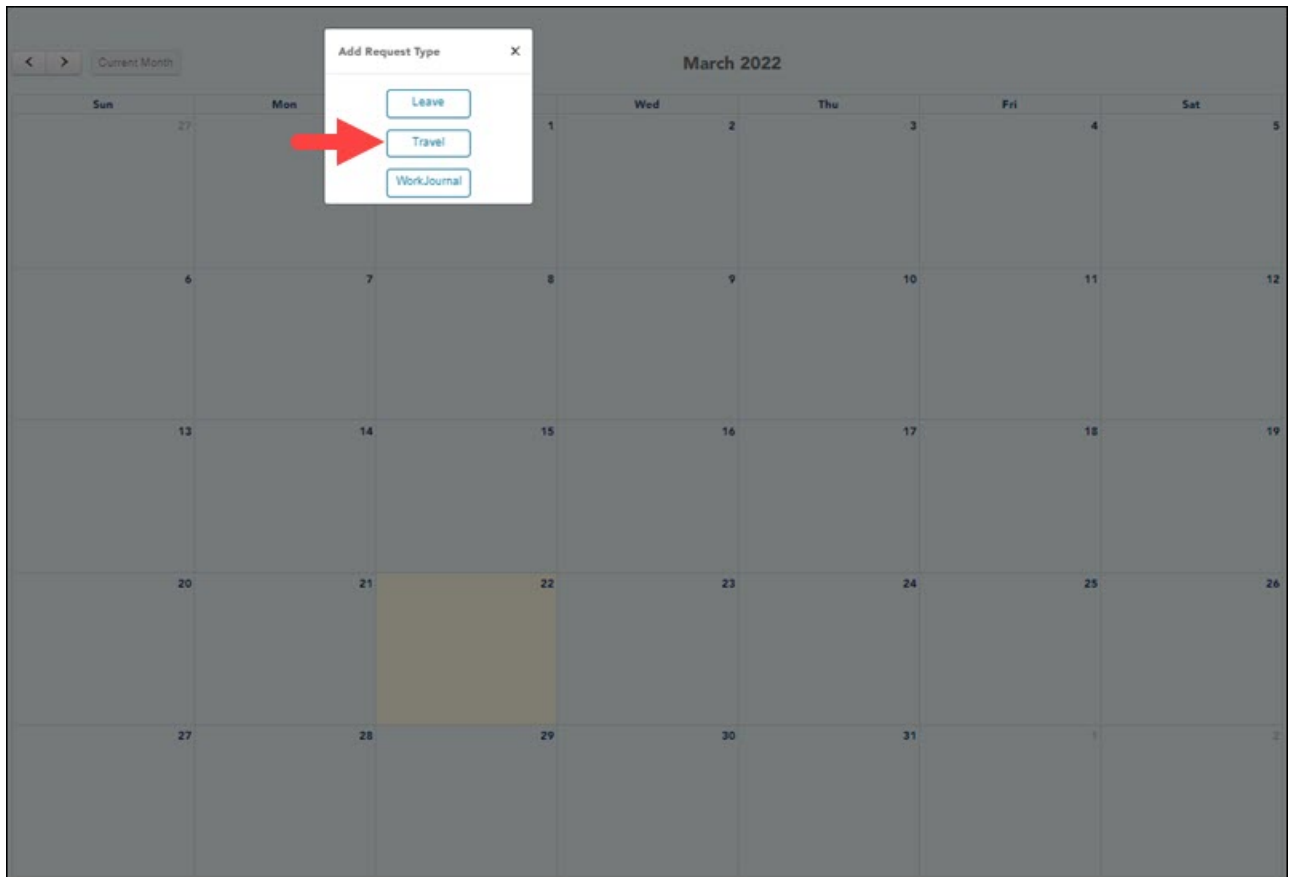 Add Request Type ×
< > Current Month
March 2022
Leave
Travel
WorkJournal
Sun Mon Wed Thu Fri Sat
27 1 2 3 4 5
6 7 8 9 10 11 12
13 14 15 16 17 18 19
20 21 22 23 24 25 26
27 28 29 30 31 1 2